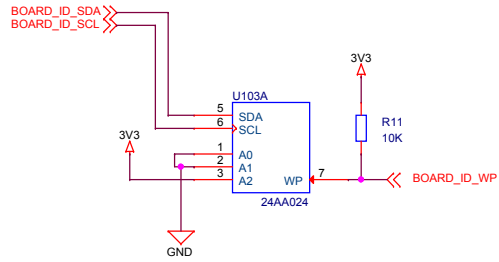 BOARD_ID_SDA
BOARD_ID_SCL
3V3
U103A
5 SDA
6 SCL
R11
10K
3V3
1 A0
2 A1
3 A2
WP 7
BOARD_ID_WP
24AA024
GND